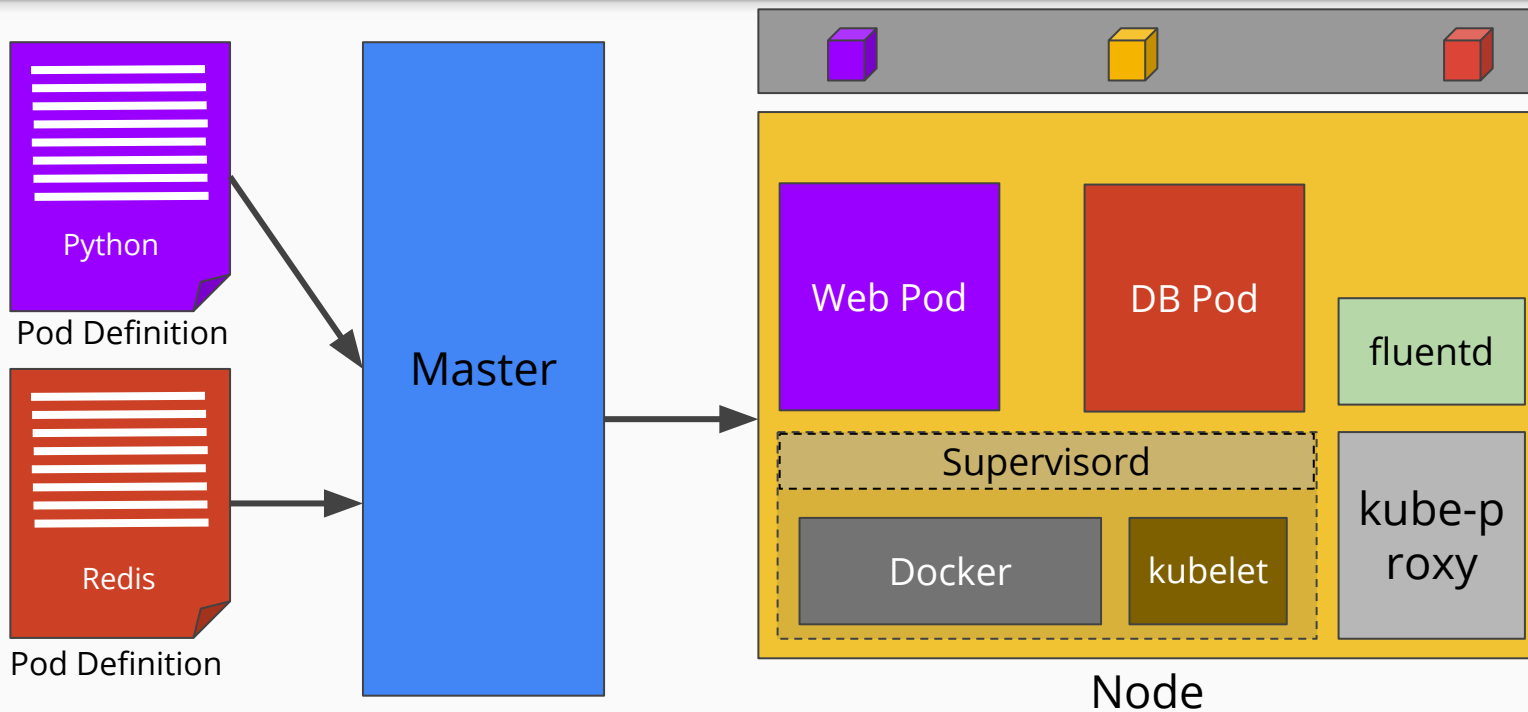 Python
Pod Definition
Redis
Pod Definition
Master
Web Pod
DB Pod
fluentd
Supervisord
Docker
kubelet
kube-p
roxy
Node